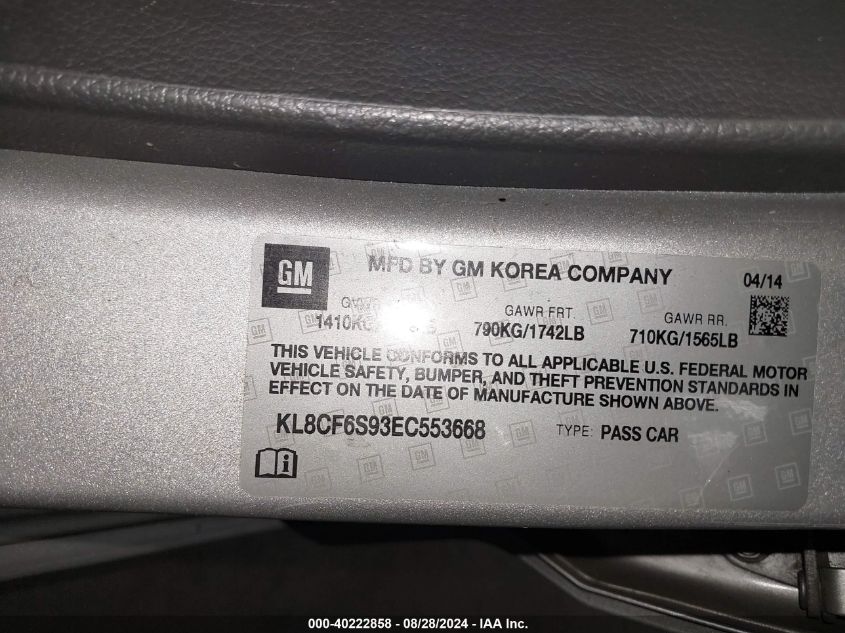 GM MFD BY GM KOREA COMPANY 04/14
GAWR FRT. GAWR RR.
790KG/1742LB 710KG/1565LB
THIS VEHICLE CONFORMS TO ALL APPLICABLE U.S. FEDERAL MOTOR
VEHICLE SAFETY, BUMPER, AND THEFT PREVENTION STANDARDS IN
EFFECT ON THE DATE OF MANUFACTURE SHOWN ABOVE.
KL8CF6S93EC553668 TYPE: PASS CAR
000-40222858 - 08/28/2024 - IAA Inc.